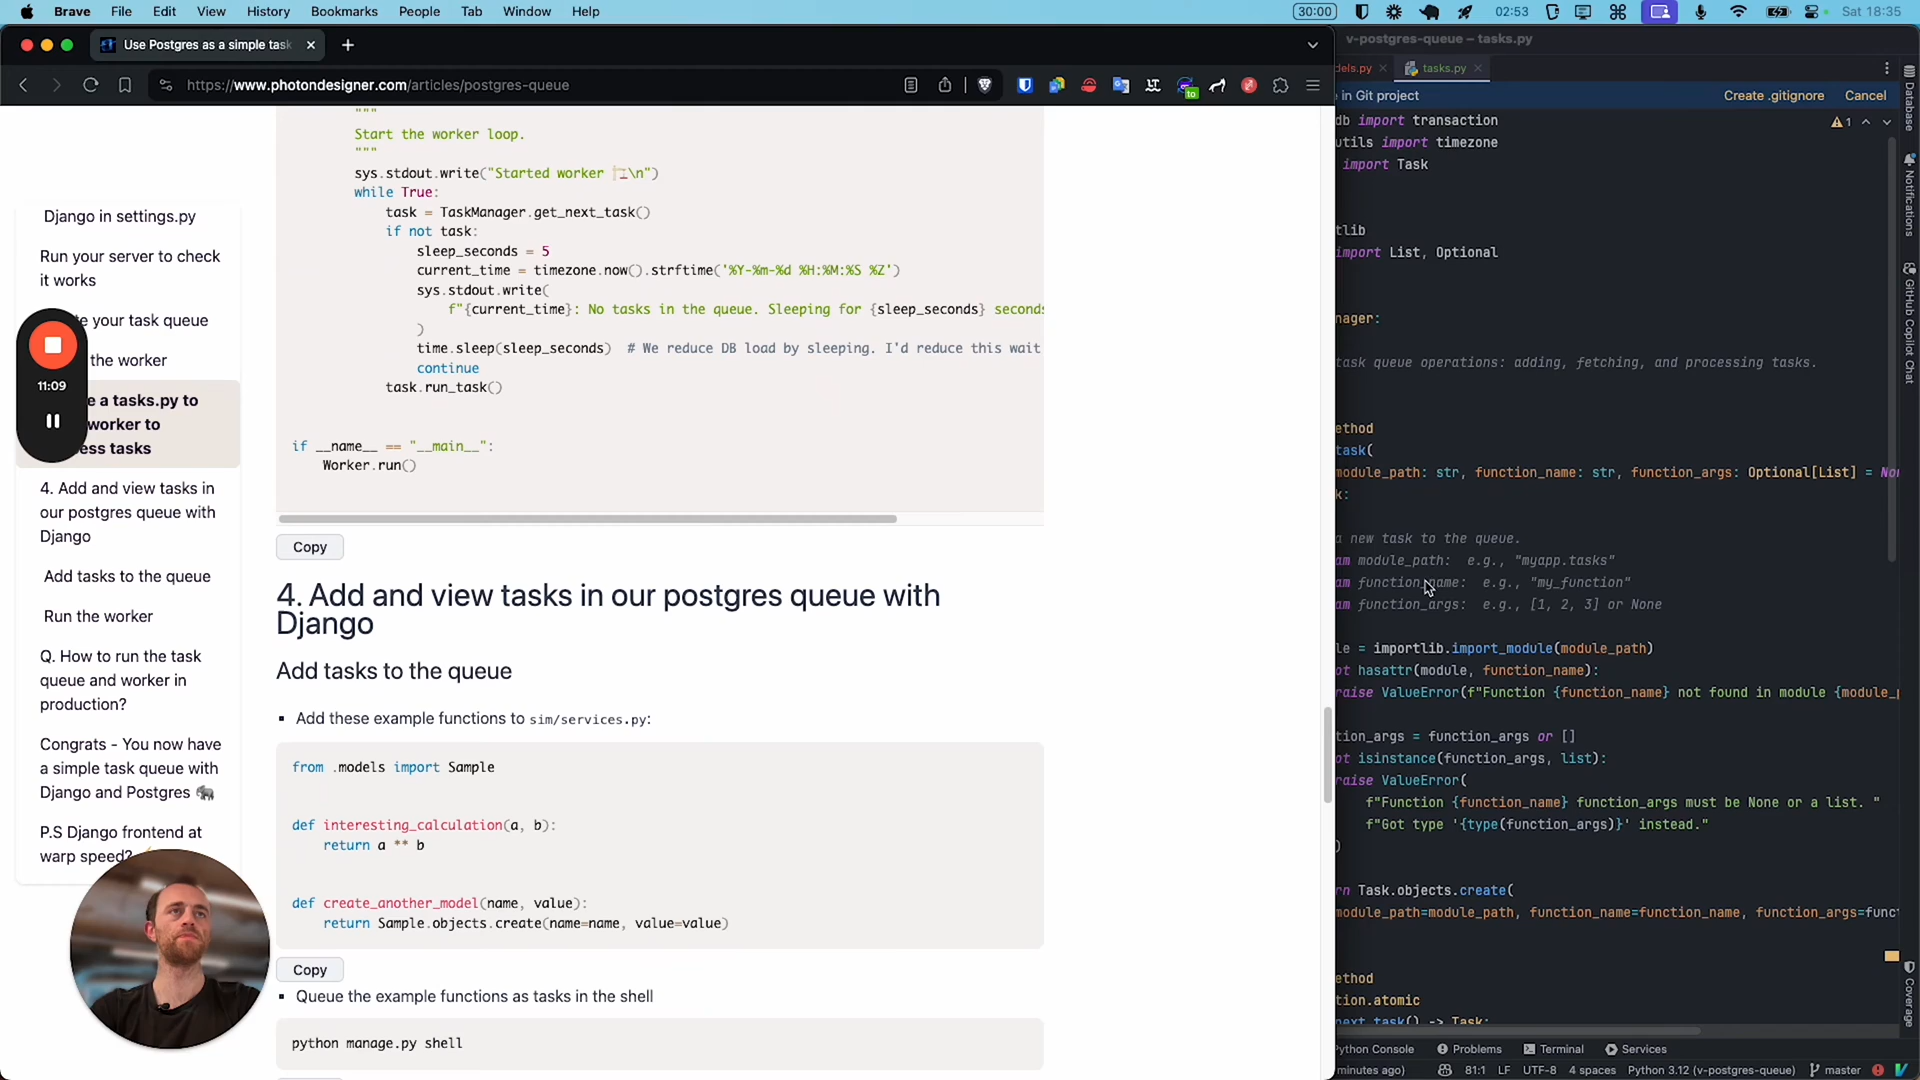 Brave File Edit View History Bookmarks People Tab Window Help
30:00 02:53 Sat 18:35
Use Postgres as a simple task
https://www.photondesigner.com/articles/postgres-queue
"""
Start the worker loop.
"""
sys.stdout.write("Started worker 🏗️\n")
while True:
task = TaskManager.get_next_task()
if not task:
sleep_seconds = 5
current_time = timezone.now().strftime('%Y-%m-%d %H:%M:%S %Z')
sys.stdout.write(
f"{current_time}: No tasks in the queue. Sleeping for {sleep_seconds} seconds
)
time.sleep(sleep_seconds) # We reduce DB load by sleeping. I'd reduce this wait
continue
task.run_task()
if __name__ == "__main__":
Worker.run()
Copy
4. Add and view tasks in our postgres queue with
Django
Add tasks to the queue
▪ Add these example functions to sim/services.py:
from .models import Sample
def interesting_calculation(a, b):
return a ** b
def create_another_model(name, value):
return Sample.objects.create(name=name, value=value)
Copy
▪ Queue the example functions as tasks in the shell
python manage.py shell
Django in settings.py
Run your server to check
it works
te your task queue
the worker
e a tasks.py to
worker to
ess tasks
4. Add and view tasks in
our postgres queue with
Django
Add tasks to the queue
Run the worker
Q. How to run the task
queue and worker in
production?
Congrats - You now have
a simple task queue with
Django and Postgres 🐘
P.S Django frontend at
warp speed?
11:09
v-postgres-queue – tasks.py
dels.py tasks.py
in Git project Create .gitignore Cancel
db import transaction
utils import timezone
import Task
1
tlib
import List, Optional
nager:
task queue operations: adding, fetching, and processing tasks.
ethod
task(
module_path: str, function_name: str, function_args: Optional[List] = Non
k:
a new task to the queue.
am module_path: e.g., "myapp.tasks"
am function_name: e.g., "my_function"
am function_args: e.g., [1, 2, 3] or None
le = importlib.import_module(module_path)
ot hasattr(module, function_name):
raise ValueError(f"Function {function_name} not found in module {module_p
tion_args = function_args or []
ot isinstance(function_args, list):
raise ValueError(
f"Function {function_name} function_args must be None or a list. "
f"Got type '{type(function_args)}' instead."
)
rn Task.objects.create(
module_path=module_path, function_name=function_name, function_args=funct
ethod
tion.atomic
next_task() -> Task:
Python Console Problems Terminal Services
minutes ago) 81:1 LF UTF-8 4 spaces Python 3.12 (v-postgres-queue) master
Database
Notifications
GitHub Copilot Chat
Coverage